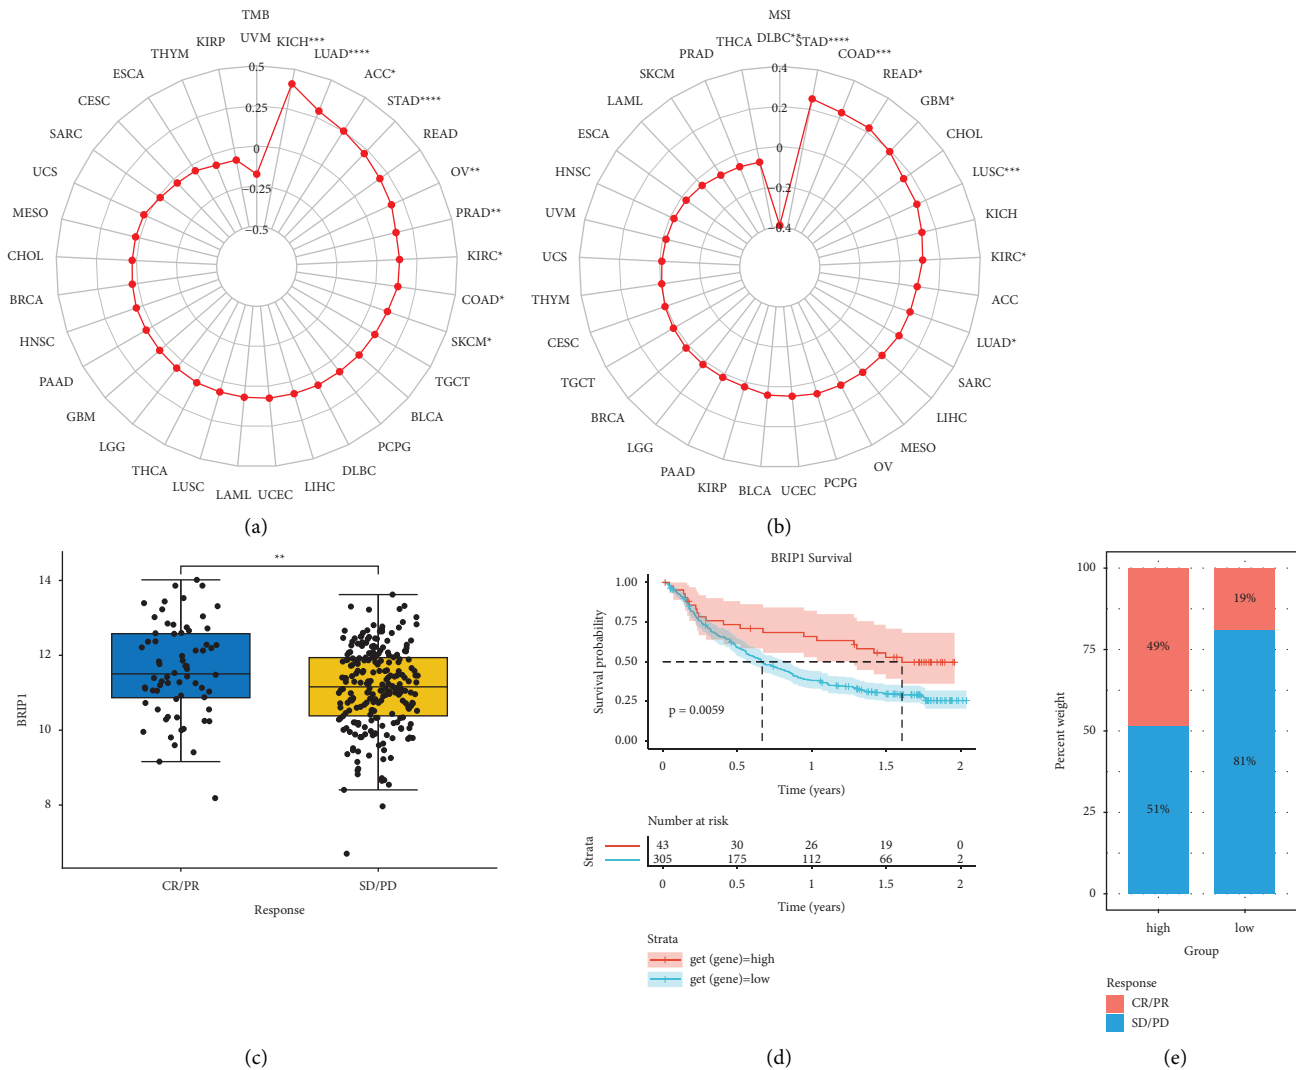 TMB
UVM
KICH***
LUAD****
ACC*
STAD****
READ
OV**
PRAD**
KIRC*
COAD*
SKCM*
TGCT
BLCA
PCPG
DLBC
LIHC
UCEC
LAML
LUSC
THCA
LGG
GBM
PAAD
HNSC
BRCA
CHOL
MESO
UCS
SARC
CESC
ESCA
THYM
KIRP
0.5
0.25
0
−0.25
−0.5
(a)
MSI
DLBC**
STAD****
COAD***
READ*
GBM*
CHOL
LUSC***
KICH
KIRC*
ACC
LUAD*
SARC
LIHC
MESO
OV
PCPG
UCEC
BLCA
KIRP
PAAD
LGG
BRCA
TGCT
CESC
THYM
UCS
UVM
HNSC
ESCA
LAML
SKCM
PRAD
THCA
0.4
0.2
0
−0.2
−0.4
(b)
**
14
12
10
8
BRIP1
CR/PR SD/PD
Response
(c)
BRIP1 Survival
1.00
0.75
0.50
0.25
0.00
Survival probability
p = 0.0059
0 0.5 1 1.5 2
Time (years)
Number at risk
Strata
43 30 26 19 0
305 175 112 66 2
0 0.5 1 1.5 2
Time (years)
Strata
get (gene)=high
get (gene)=low
(d)
100
75
50
25
0
Percent weight
49%
51%
19%
81%
high low
Group
Response
CR/PR
SD/PD
(e)